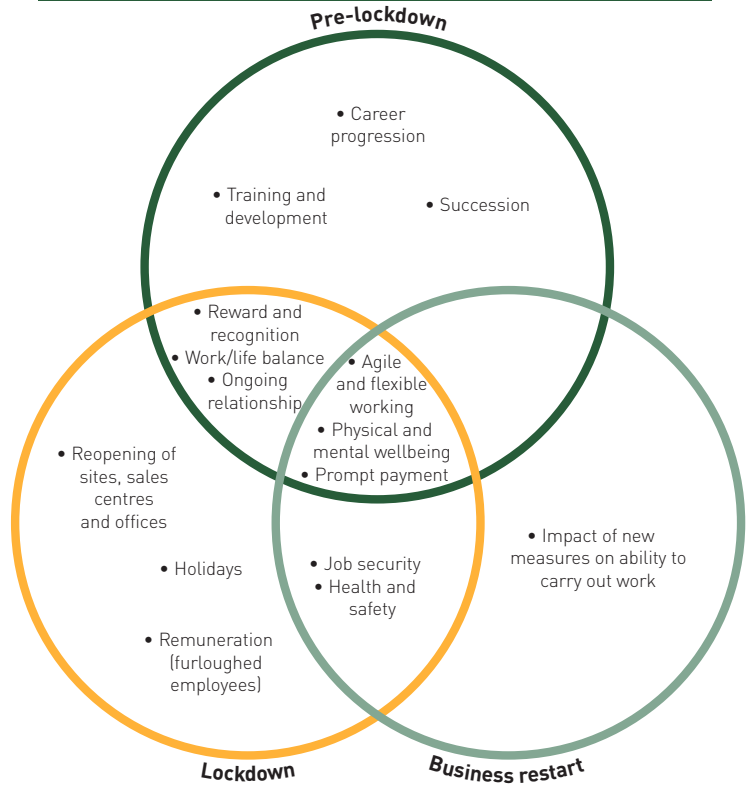 Pre-lockdown
• Career
progression
• Training and
development
• Succession
• Reward and
recognition
• Work/life balance
• Ongoing
relationship
• Agile
and flexible
working
• Physical and
mental wellbeing
• Prompt payment
• Reopening of
sites, sales
centres
and offices
• Holidays
• Remuneration
(furloughed
employees)
• Job security
• Health and
safety
• Impact of new
measures on ability to
carry out work
Lockdown
Business restart